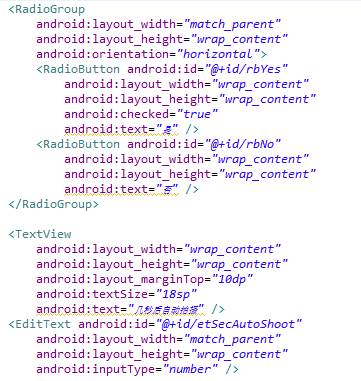 <RadioGroup
android:layout_width="match_parent"
android:layout_height="wrap_content"
android:orientation="horizontal">
<RadioButton android:id="@+id/rbYes"
android:layout_width="wrap_content"
android:layout_height="wrap_content"
android:checked="true"
android:text="是" />
<RadioButton android:id="@+id/rbNo"
android:layout_width="wrap_content"
android:layout_height="wrap_content"
android:text="否" />
</RadioGroup>
<TextView
android:layout_width="wrap_content"
android:layout_height="wrap_content"
android:layout_marginTop="10dp"
android:textSize="18sp"
android:text="几秒后自动拍摄"
<EditText android:id="@+id/etSecAutoShoot"
android:layout_width="match_parent"
android:layout_height="wrap_content"
android:inputType="number" />